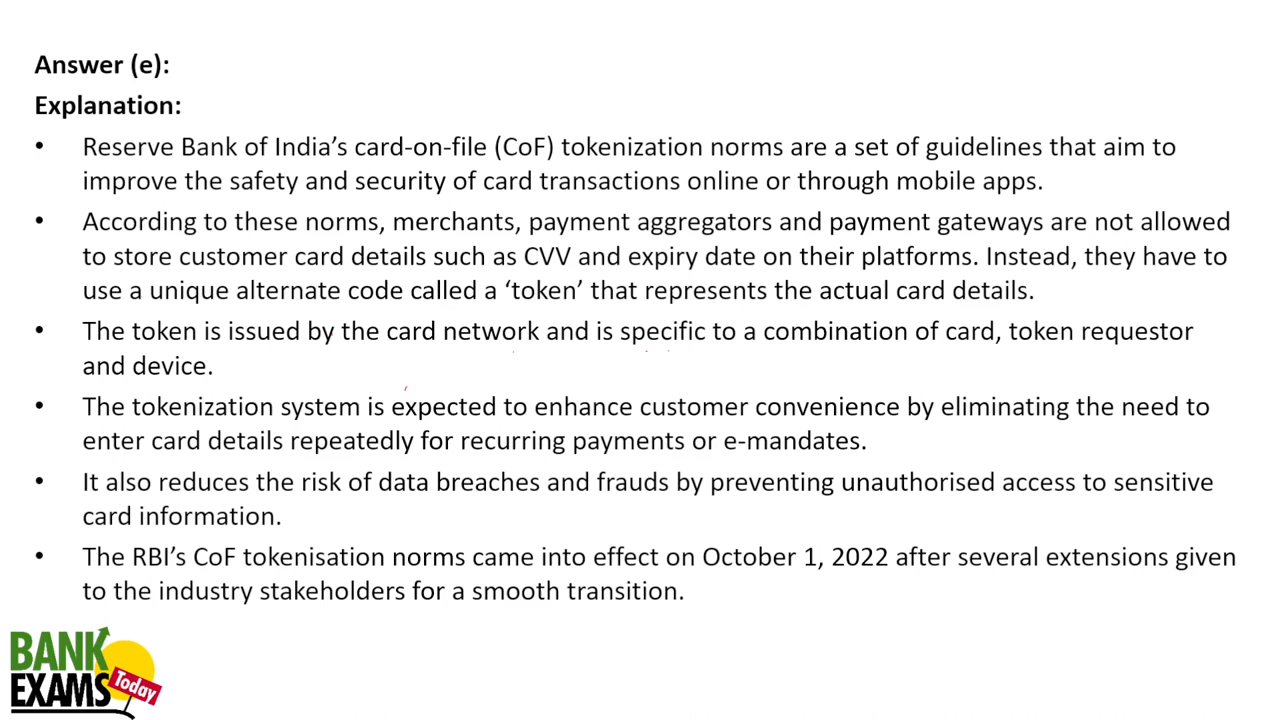 Answer (e):
Explanation:
• Reserve Bank of India’s card-on-file (CoF) tokenization norms are a set of guidelines that aim to
improve the safety and security of card transactions online or through mobile apps.
• According to these norms, merchants, payment aggregators and payment gateways are not allowed
to store customer card details such as CVV and expiry date on their platforms. Instead, they have to
use a unique alternate code called a ‘token’ that represents the actual card details.
• The token is issued by the card network and is specific to a combination of card, token requestor
and device.
• The tokenization system is expected to enhance customer convenience by eliminating the need to
enter card details repeatedly for recurring payments or e-mandates.
• It also reduces the risk of data breaches and frauds by preventing unauthorised access to sensitive
card information.
• The RBI’s CoF tokenisation norms came into effect on October 1, 2022 after several extensions given
to the industry stakeholders for a smooth transition.
BANK
EXAMS
Today